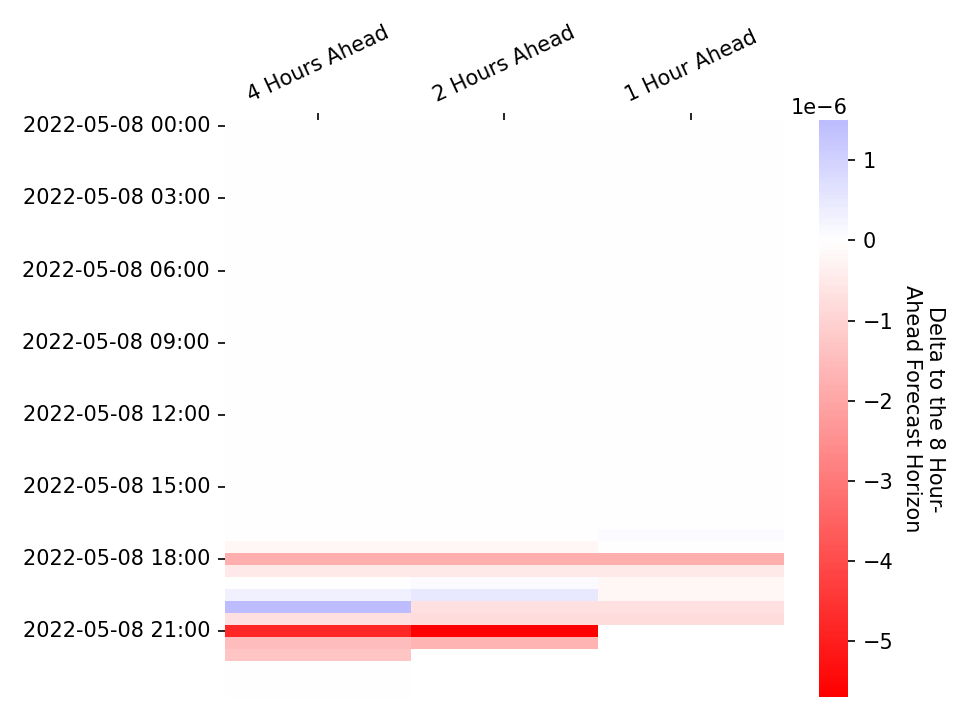 4 Hours Ahead
2 Hours Ahead
1 Hour Ahead
1e−6
2022-05-08 00:00
2022-05-08 03:00
2022-05-08 06:00
2022-05-08 09:00
2022-05-08 12:00
2022-05-08 15:00
2022-05-08 18:00
2022-05-08 21:00
1
0
−1
−2
−3
−4
−5
Delta to the 8 Hour-
Ahead Forecast Horizon